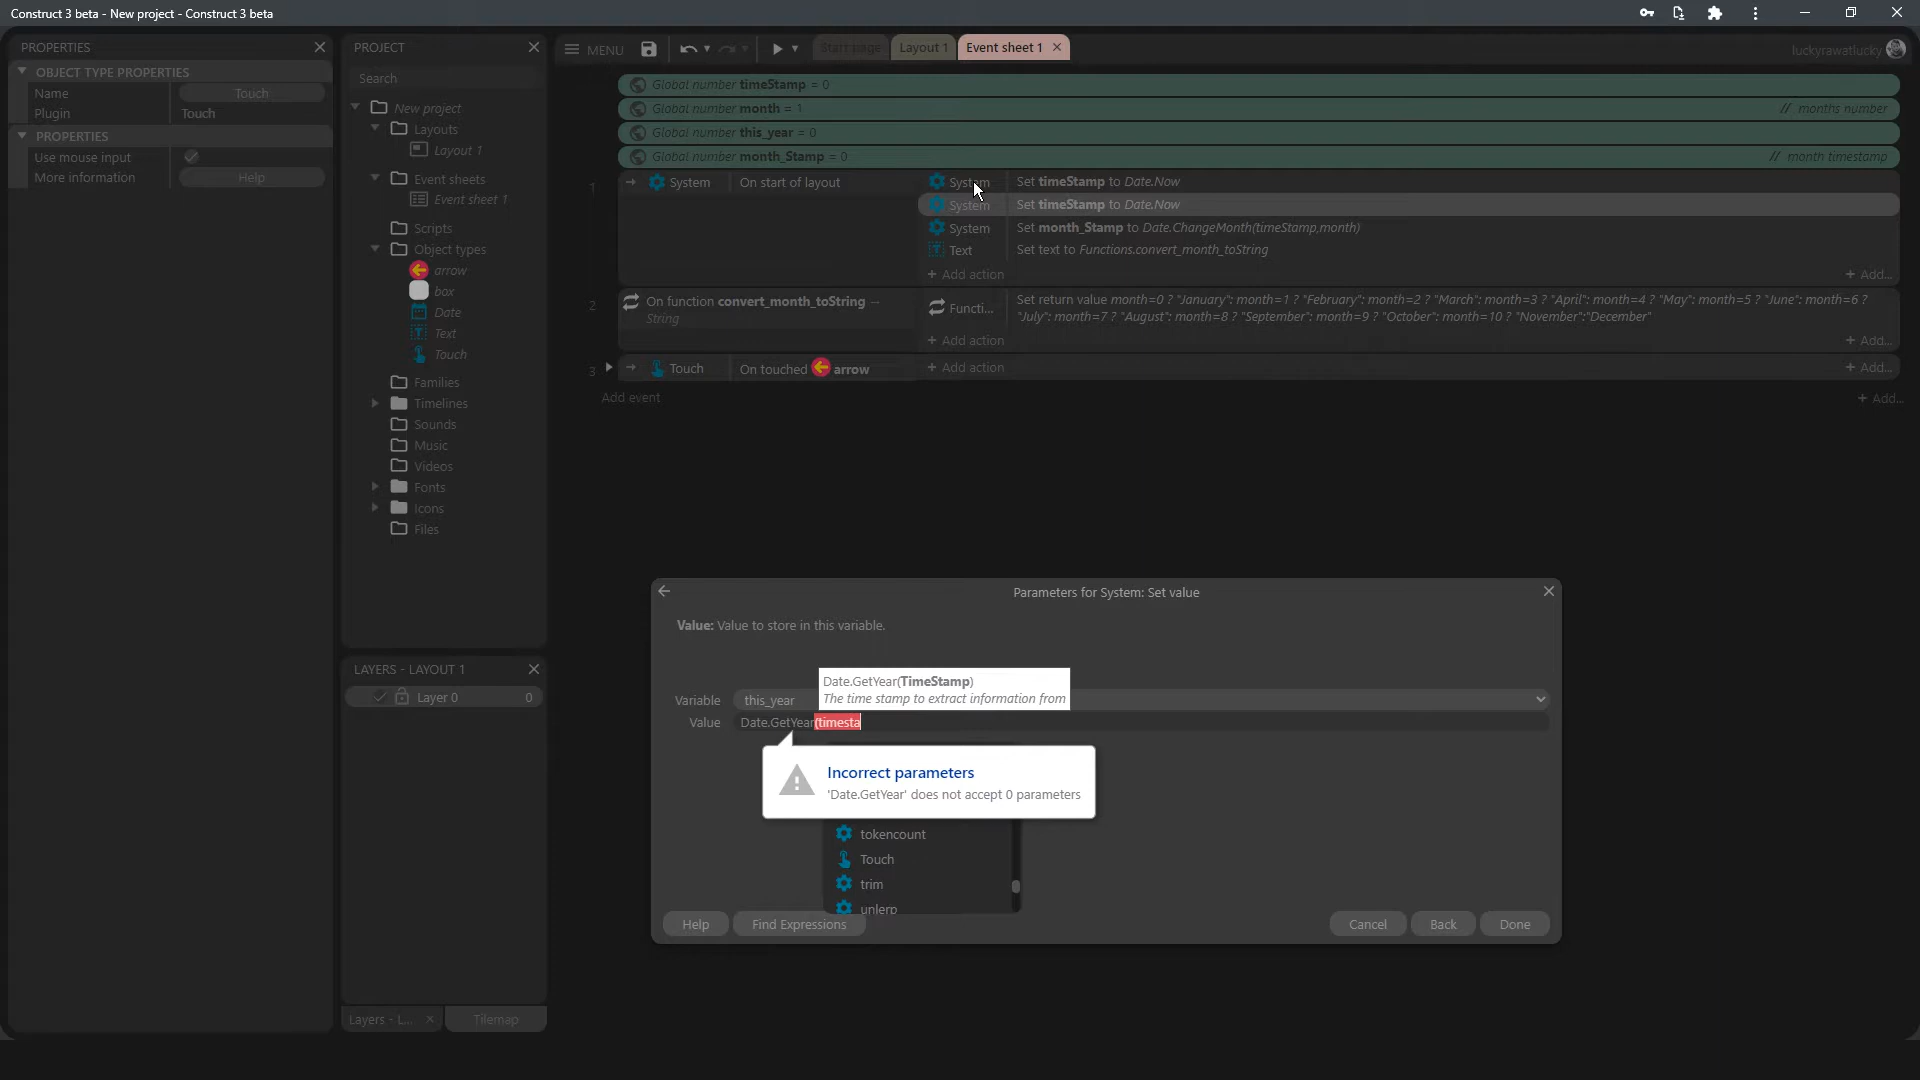 Construct 3 beta - New project - Construct 3 beta
PROPERTIES
OBJECT TYPE PROPERTIES
Name Touch
Plugin Touch
PROPERTIES
Use mouse input
More information Help
PROJECT
Search
New project
Layouts
Layout 1
Event sheets
Event sheet 1
Scripts
Object types
arrow
box
Date
Text
Touch
Families
Timelines
Sounds
Music
Videos
Fonts
Icons
Files
LAYERS - LAYOUT 1
Layer 0 0
Layers - L...
Tilemap
MENU
Start page
Layout 1
Event sheet 1
luckyrawatlucky
Global number timeStamp = 0
Global number month = 1 // months number
Global number this_year = 0
Global number month_Stamp = 0 // month timestamp
1 System On start of layout System Set timeStamp to Date.Now
System Set timeStamp to Date.Now
System Set month_Stamp to Date.ChangeMonth(timeStamp,month)
Text Set text to Functions.convert_month_toString
+ Add action + Add...
2 On function convert_month_toString →
String
Functi... Set return value month=0 ? "January": month=1 ? "February": month=2 ? "March": month=3 ? "April": month=4 ? "May": month=5 ? "June": month=6 ?
"July": month=7 ? "August": month=8 ? "September": month=9 ? "October": month=10 ? "November":"December"
+ Add action + Add...
3 Touch On touched arrow + Add action + Add...
Add event + Add...
Parameters for System: Set value
Value: Value to store in this variable.
Date.GetYear(TimeStamp)
The time stamp to extract information from
Variable this_year
Value Date.GetYear(timesta
Incorrect parameters
'Date.GetYear' does not accept 0 parameters
tokencount
Touch
trim
unlerp
Help Find Expressions Cancel Back Done